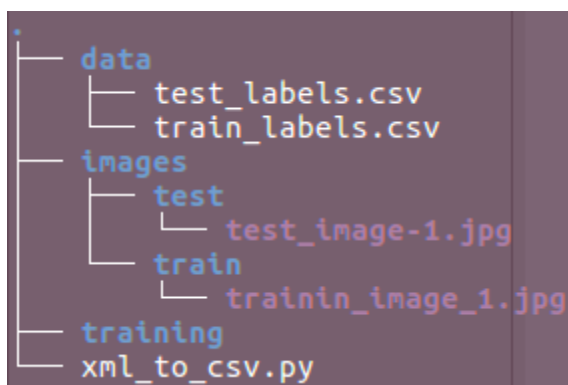 .
data
test_labels.csv
train_labels.csv
images
test
test_image-1.jpg
train
trainin_image_1.jpg
training
xml_to_csv.py